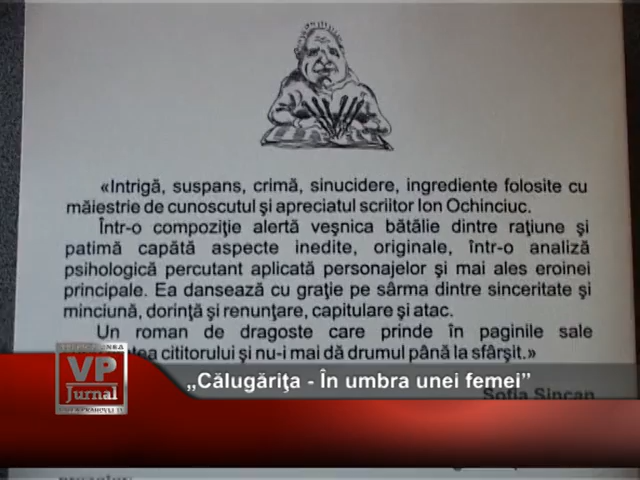 «Intrigă, suspans, crimă, sinucidere, ingrediente folosite cu
măiestrie de cunoscutul şi apreciatul scriitor Ion Ochinciuc.
Într-o compoziţie alertă veşnica bătălie dintre raţiune şi
patimă capătă aspecte inedite, originale, într-o analiză
psihologică percutant aplicată personajelor şi mai ales eroinei
principale. Ea dansează cu graţie pe sârma dintre sinceritate şi
minciună, dorinţă şi renunţare, capitulare şi atac.
Un roman de dragoste care prinde în paginile sale
cititorului şi nu-i mai dă drumul până la sfârşit.»
VP
Jurnal
„Călugăriţa - În umbra unei femei”
Sofia Sincan